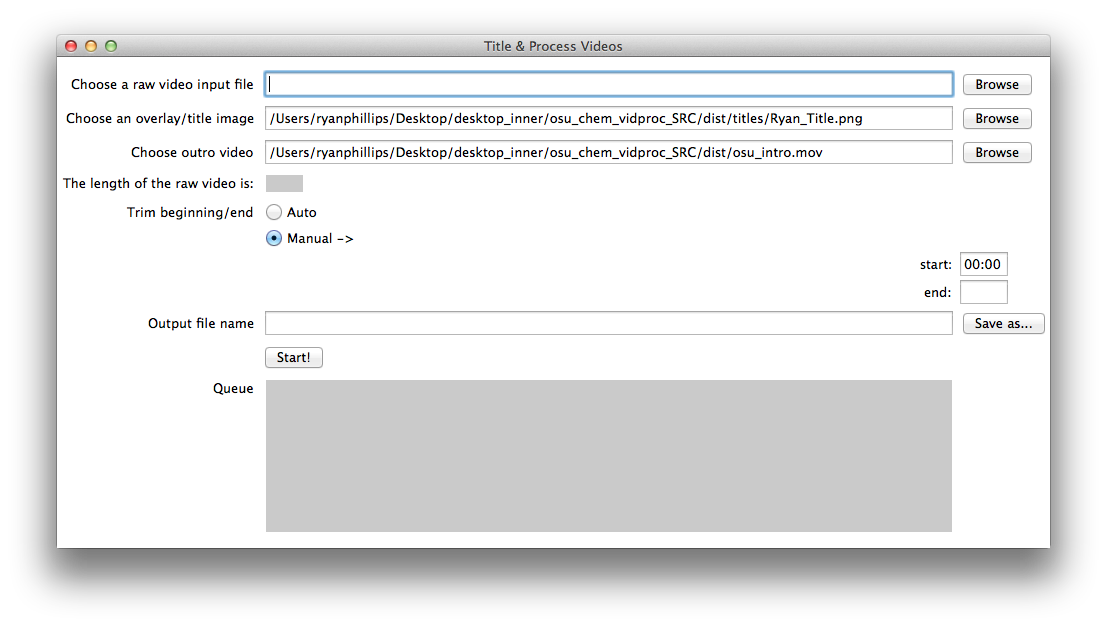 Title & Process Videos
Choose a raw video input file Browse
Choose an overlay/title image /Users/ryanphillips/Desktop/desktop_inner/osu_chem_vidproc_SRC/dist/titles/Ryan_Title.png Browse
Choose outro video /Users/ryanphillips/Desktop/desktop_inner/osu_chem_vidproc_SRC/dist/osu_intro.mov Browse
The length of the raw video is:
Trim beginning/end Auto
Manual ->
start: 00:00
end:
Output file name Save as...
Start!
Queue